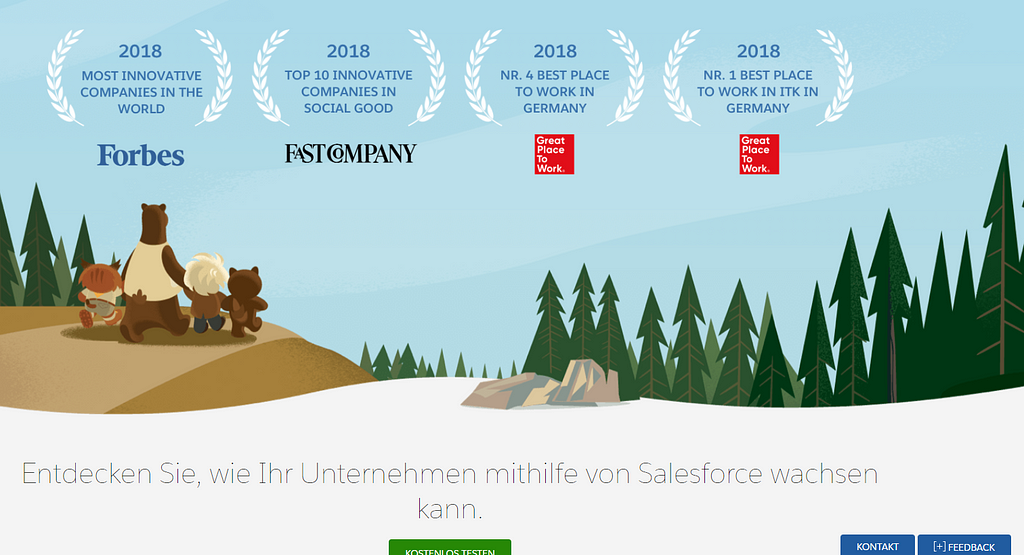 2018
MOST INNOVATIVE
COMPANIES IN THE
WORLD
Forbes
2018
TOP 10 INNOVATIVE
COMPANIES IN
SOCIAL GOOD
FAST COMPANY
2018
NR. 4 BEST PLACE
TO WORK IN
GERMANY
Great
Place
To
Work®
2018
NR. 1 BEST PLACE
TO WORK IN ITK IN
GERMANY
Great
Place
To
Work®
Entdecken Sie, wie Ihr Unternehmen mithilfe von Salesforce wachsen
kann.
KOSTENLOS TESTEN
KONTAKT
[+] FEEDBACK